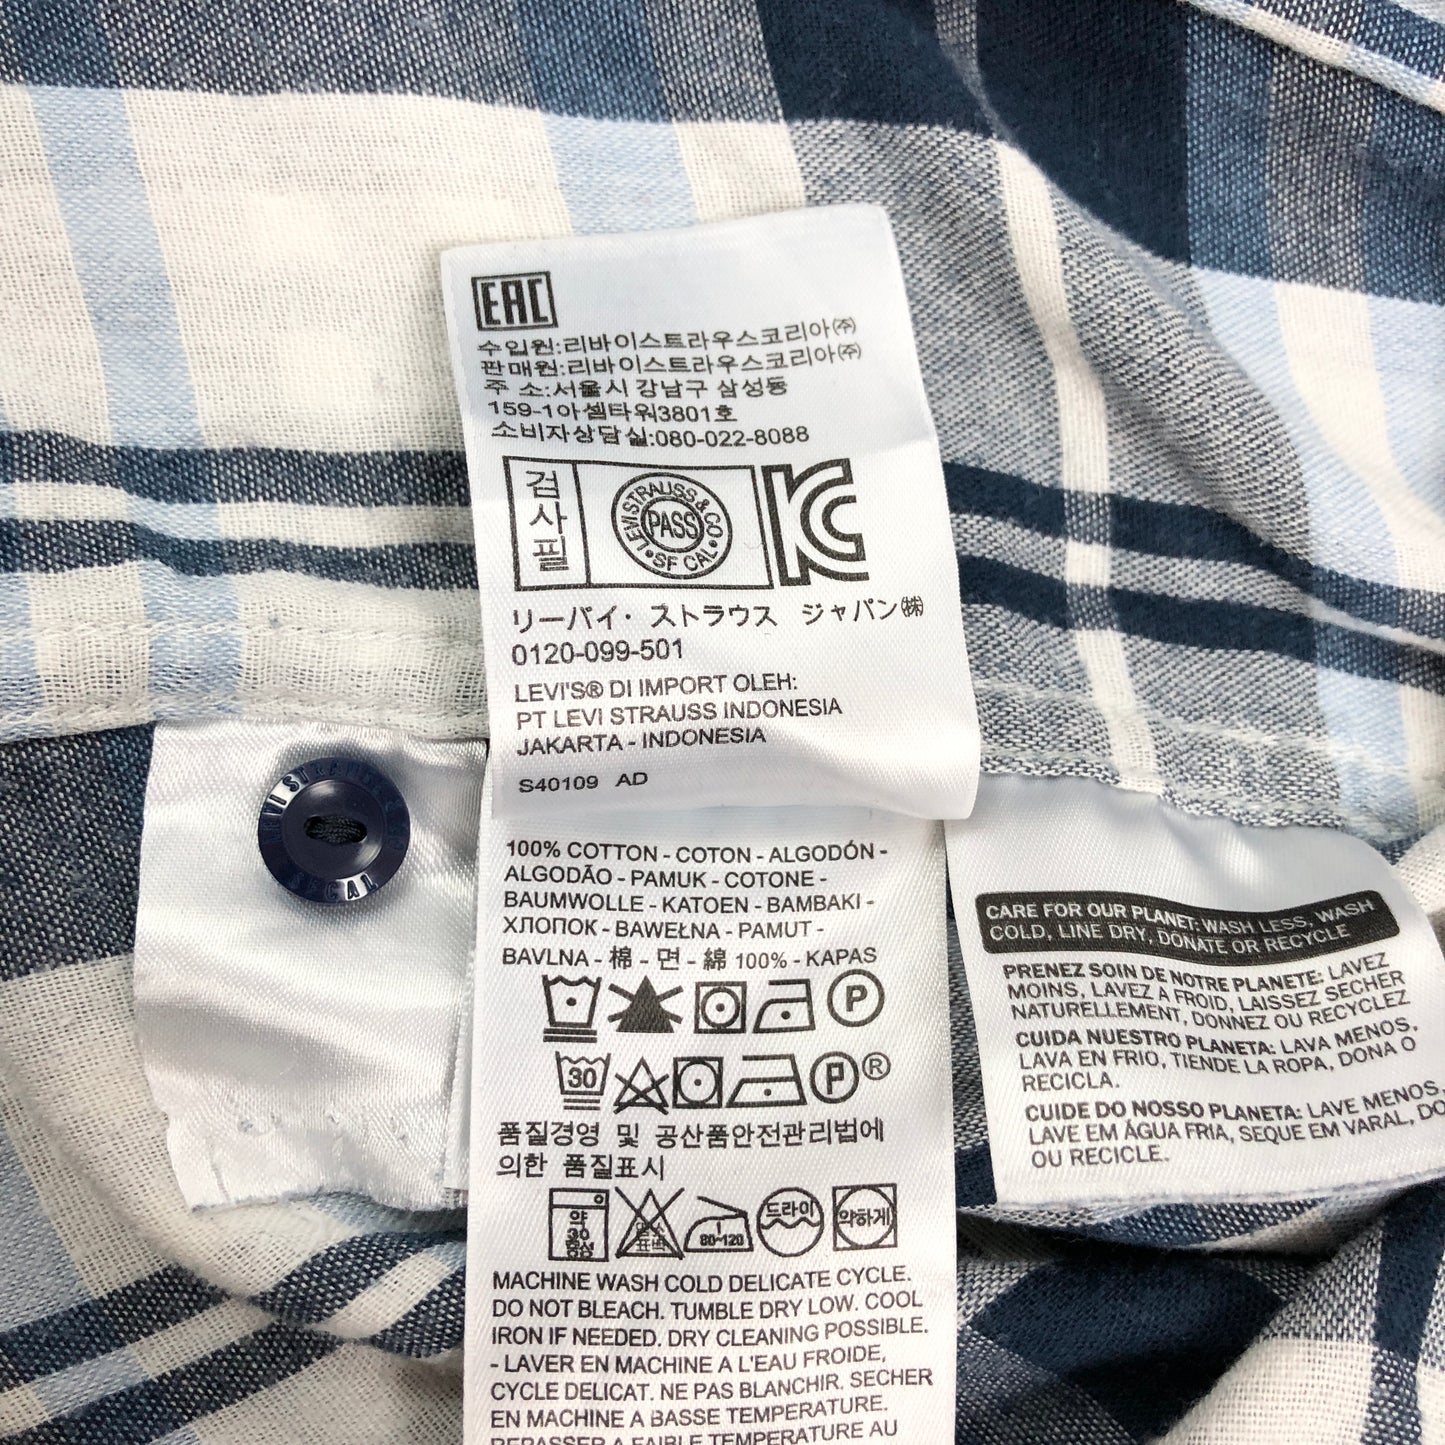 EAC
수입원:리바이스트라우스코리아㈜
판매원:리바이스트라우스코리아㈜
주 소:서울시 강남구 삼성동
159-1아셈타워3801호
소비자상담실:080-022-8088
검사필
LEVI STRAUSS & CO
PASS
SF CAL
リーバイ・ストラウス ジャパン㈱
0120-099-501
LEVI'S® DI IMPORT OLEH:
PT LEVI STRAUSS INDONESIA
JAKARTA - INDONESIA
S40109 AD
100% COTTON - COTON - ALGODÓN -
ALGODÃO - PAMUK - COTONE -
BAUMWOLLE - KATOEN - BAMBAKI -
ХЛОПОК - BAWEŁNA - PAMUT -
BAVLNA - 棉 - 면 - 綿 100% - KAPAS
P
30 P ®
품질경영 및 공산품안전관리법에
의한 품질표시
약
30
중성
80~120
드라이
약하게
MACHINE WASH COLD DELICATE CYCLE.
DO NOT BLEACH. TUMBLE DRY LOW. COOL
IRON IF NEEDED. DRY CLEANING POSSIBLE.
- LAVER EN MACHINE A L'EAU FROIDE,
CYCLE DELICAT. NE PAS BLANCHIR. SECHER
EN MACHINE A BASSE TEMPERATURE.
REPASSER A FAIBLE TEMPERATURE AU
CARE FOR OUR PLANET: WASH LESS, WASH
COLD, LINE DRY, DONATE OR RECYCLE
PRENEZ SOIN DE NOTRE PLANETE: LAVEZ
MOINS, LAVEZ A FROID, LAISSEZ SECHER
NATURELLEMENT, DONNEZ OU RECYCLEZ
CUIDA NUESTRO PLANETA: LAVA MENOS,
LAVA EN FRIO, TIENDE LA ROPA, DONA O
RECICLA.
CUIDE DO NOSSO PLANETA: LAVE MENOS,
LAVE EM ÁGUA FRIA, SEQUE EM VARAL, DO
OU RECICLE.